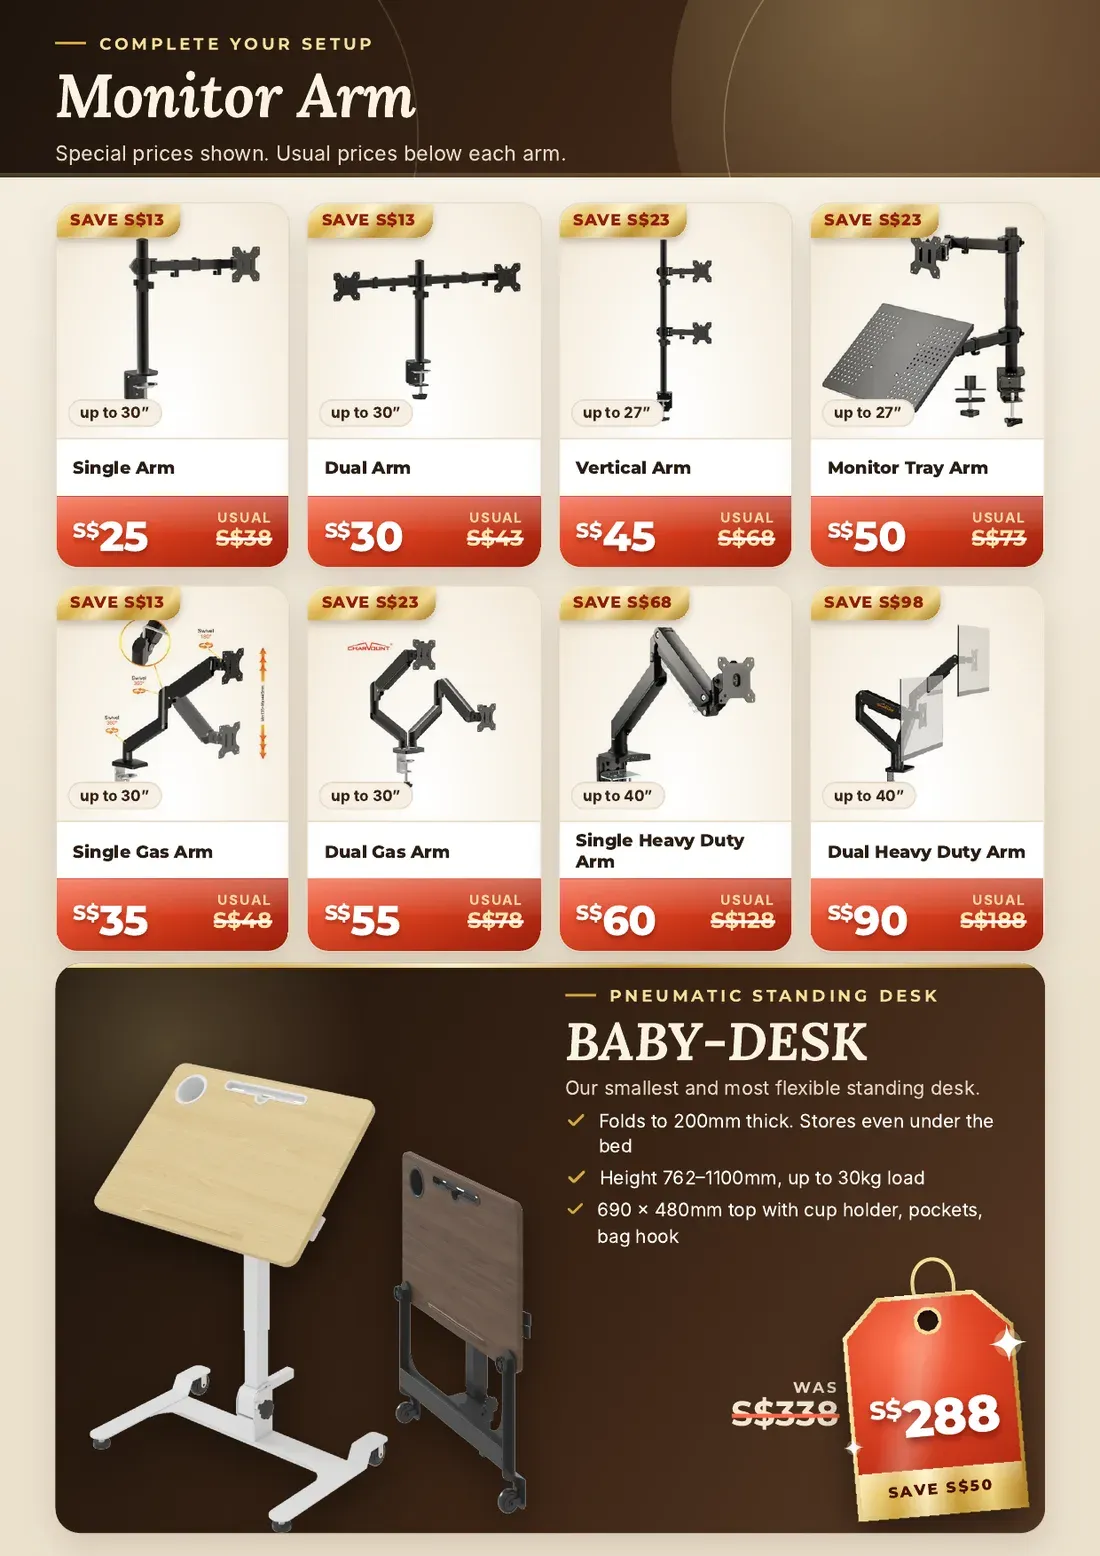 COMPLETE YOUR SETUP
Monitor Arm
Special prices shown. Usual prices below each arm.
SAVE S$13
up to 30″
Single Arm
S$25
USUAL
S$38
SAVE S$13
up to 30″
Dual Arm
S$30
USUAL
S$43
SAVE S$23
up to 27″
Vertical Arm
S$45
USUAL
S$68
SAVE S$23
up to 27″
Monitor Tray Arm
S$50
USUAL
S$73
SAVE S$13
Swivel
180°
Swivel
360°
Swivel
360°
up to 30″
Single Gas Arm
S$35
USUAL
S$48
SAVE S$23
CHARMOUNT
up to 30″
Dual Gas Arm
S$55
USUAL
S$78
SAVE S$68
up to 40″
Single Heavy Duty
Arm
S$60
USUAL
S$128
SAVE S$98
up to 40″
Dual Heavy Duty Arm
S$90
USUAL
S$188
PNEUMATIC STANDING DESK
BABY-DESK
Our smallest and most flexible standing desk.
Folds to 200mm thick. Stores even under the
bed
Height 762–1100mm, up to 30kg load
690 × 480mm top with cup holder, pockets,
bag hook
WAS
S$338
S$288
SAVE S$50